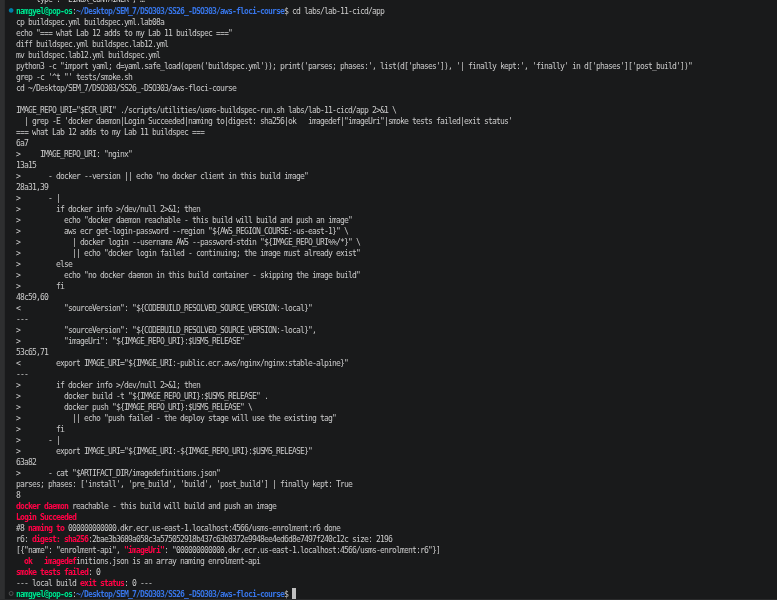 namgyel@pop-os:~/Desktop/SEM_7/DSO303/SS26_-DSO303/aws-floci-course$ cd labs/lab-11-cicd/app
cp buildspec.yml buildspec.yml.lab08a
echo "=== what Lab 12 adds to my Lab 11 buildspec ==="
diff buildspec.yml buildspec.lab12.yml
mv buildspec.lab12.yml buildspec.yml
python3 -c "import yaml; d=yaml.safe_load(open('buildspec.yml')); print('parses; phases:', list(d['phases']), '| finally kept:', 'finally' in d['phases']['post_build'])"
grep -c '^t "' tests/smoke.sh
cd ~/Desktop/SEM_7/DSO303/SS26_-DSO303/aws-floci-course

IMAGE_REPO_URI="$ECR_URI" ./scripts/utilities/usms-buildspec-run.sh labs/lab-11-cicd/app 2>&1 \
  | grep -E 'docker daemon|Login Succeeded|naming to|digest: sha256|ok   imagedef|"imageUri"|smoke tests failed|exit status'
=== what Lab 12 adds to my Lab 11 buildspec ===
6a7
>     IMAGE_REPO_URI: "nginx"
13a15
>       - docker --version || echo "no docker client in this build image"
28a31,39
>       - |
>         if docker info >/dev/null 2>&1; then
>           echo "docker daemon reachable - this build will build and push an image"
>           aws ecr get-login-password --region "${AWS_REGION_COURSE:-us-east-1}" \
>             | docker login --username AWS --password-stdin "${IMAGE_REPO_URI%%/*}" \
>             || echo "docker login failed - continuing; the image must already exist"
>         else
>           echo "no docker daemon in this build container - skipping the image build"
>         fi
48c59,60
<           "sourceVersion": "${CODEBUILD_RESOLVED_SOURCE_VERSION:-local}"
---
>           "sourceVersion": "${CODEBUILD_RESOLVED_SOURCE_VERSION:-local}",
>           "imageUri": "${IMAGE_REPO_URI}:$USMS_RELEASE"
53c65,71
<         export IMAGE_URI="${IMAGE_URI:-public.ecr.aws/nginx/nginx:stable-alpine}"
---
>         if docker info >/dev/null 2>&1; then
>           docker build -t "${IMAGE_REPO_URI}:$USMS_RELEASE" .
>           docker push "${IMAGE_REPO_URI}:$USMS_RELEASE" \
>             || echo "push failed - the deploy stage will use the existing tag"
>         fi
>       - |
>         export IMAGE_URI="${IMAGE_URI:-${IMAGE_REPO_URI}:$USMS_RELEASE}"
63a82
>       - cat "$ARTIFACT_DIR/imagedefinitions.json"
parses; phases: ['install', 'pre_build', 'build', 'post_build'] | finally kept: True
8
docker daemon reachable - this build will build and push an image
Login Succeeded
#8 naming to 000000000000.dkr.ecr.us-east-1.localhost:4566/usms-enrolment:r6 done
r6: digest: sha256:2bae3b3689a058c3a575052918b437c63b0372e9948ee4ed6d8e7497f240c12c size: 2196
[{"name": "enrolment-api", "imageUri": "000000000000.dkr.ecr.us-east-1.localhost:4566/usms-enrolment:r6"}]
  ok   imagedefinitions.json is an array naming enrolment-api
smoke tests failed: 0
--- local build exit status: 0 ---
namgyel@pop-os:~/Desktop/SEM_7/DSO303/SS26_-DSO303/aws-floci-course$